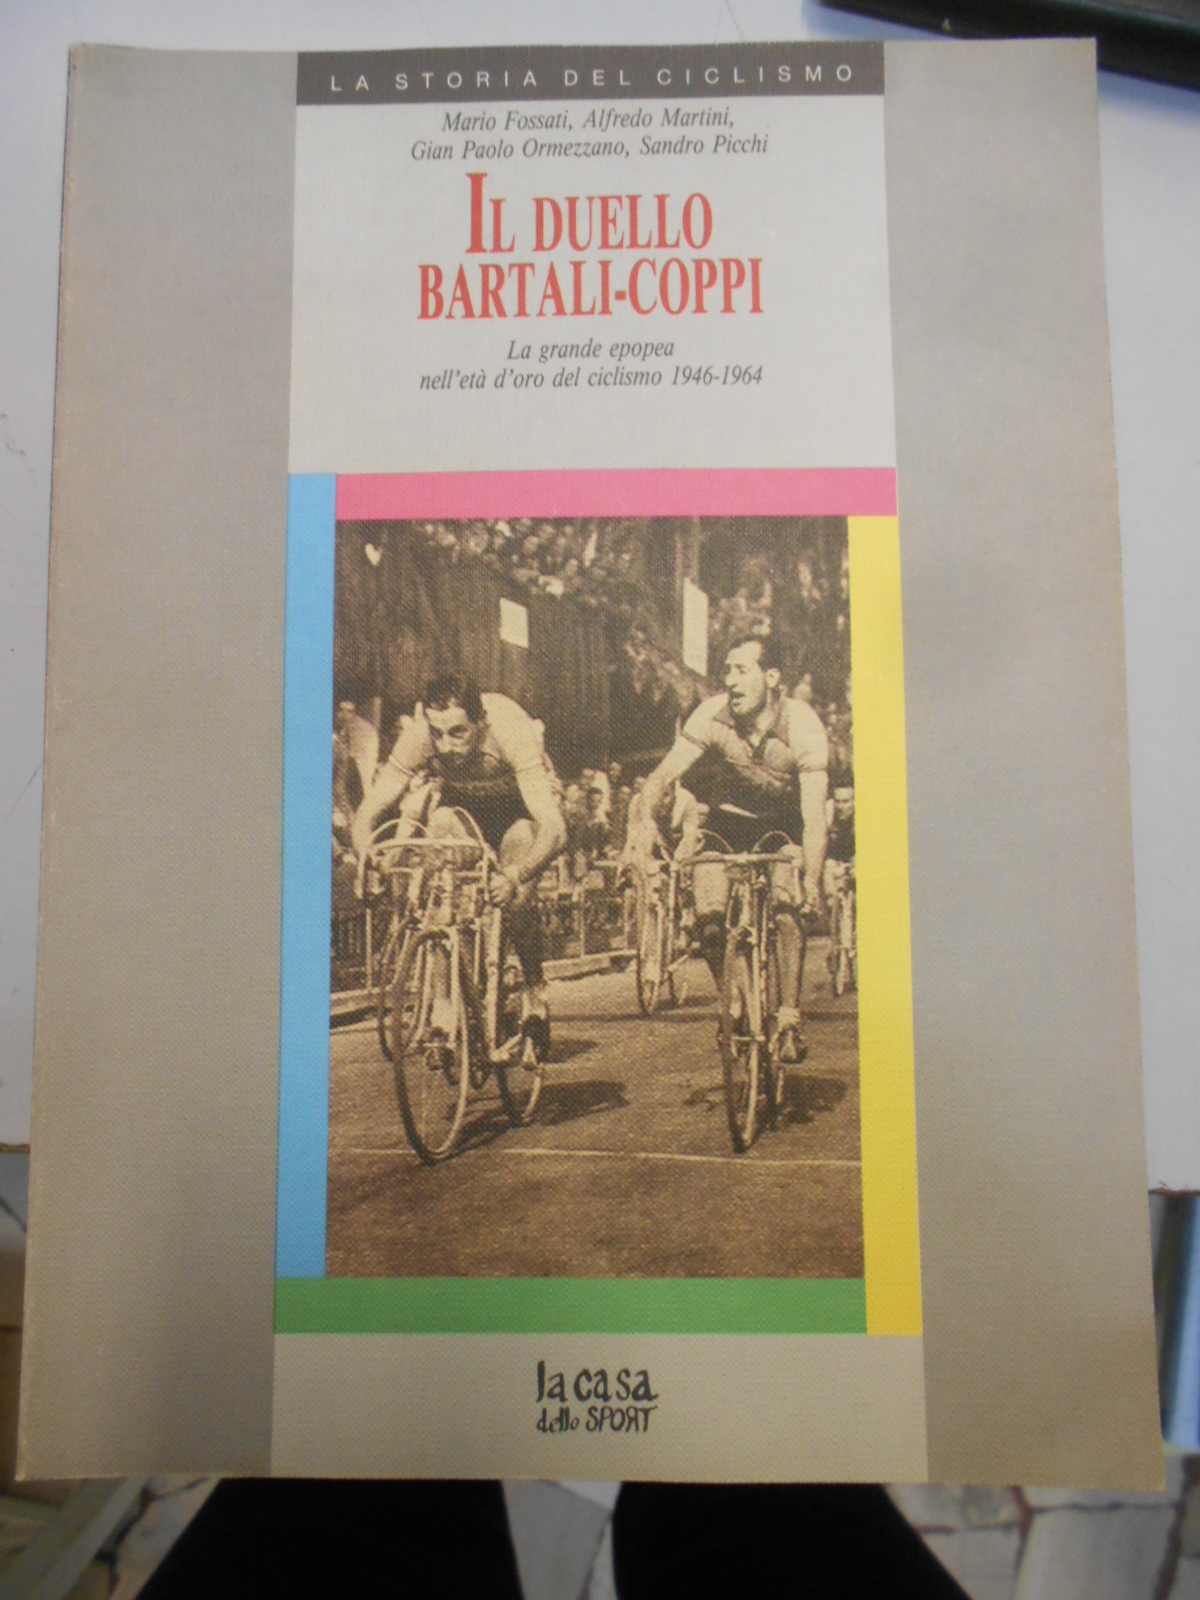 LA STORIA DEL CICLISMO
Mario Fossati, Alfredo Martini,
Gian Paolo Ormezzano, Sandro Picchi
IL DUELLO
BARTALI-COPPI
La grande epopea
nell'età d'oro del ciclismo 1946-1964
la casa
dello SPORT